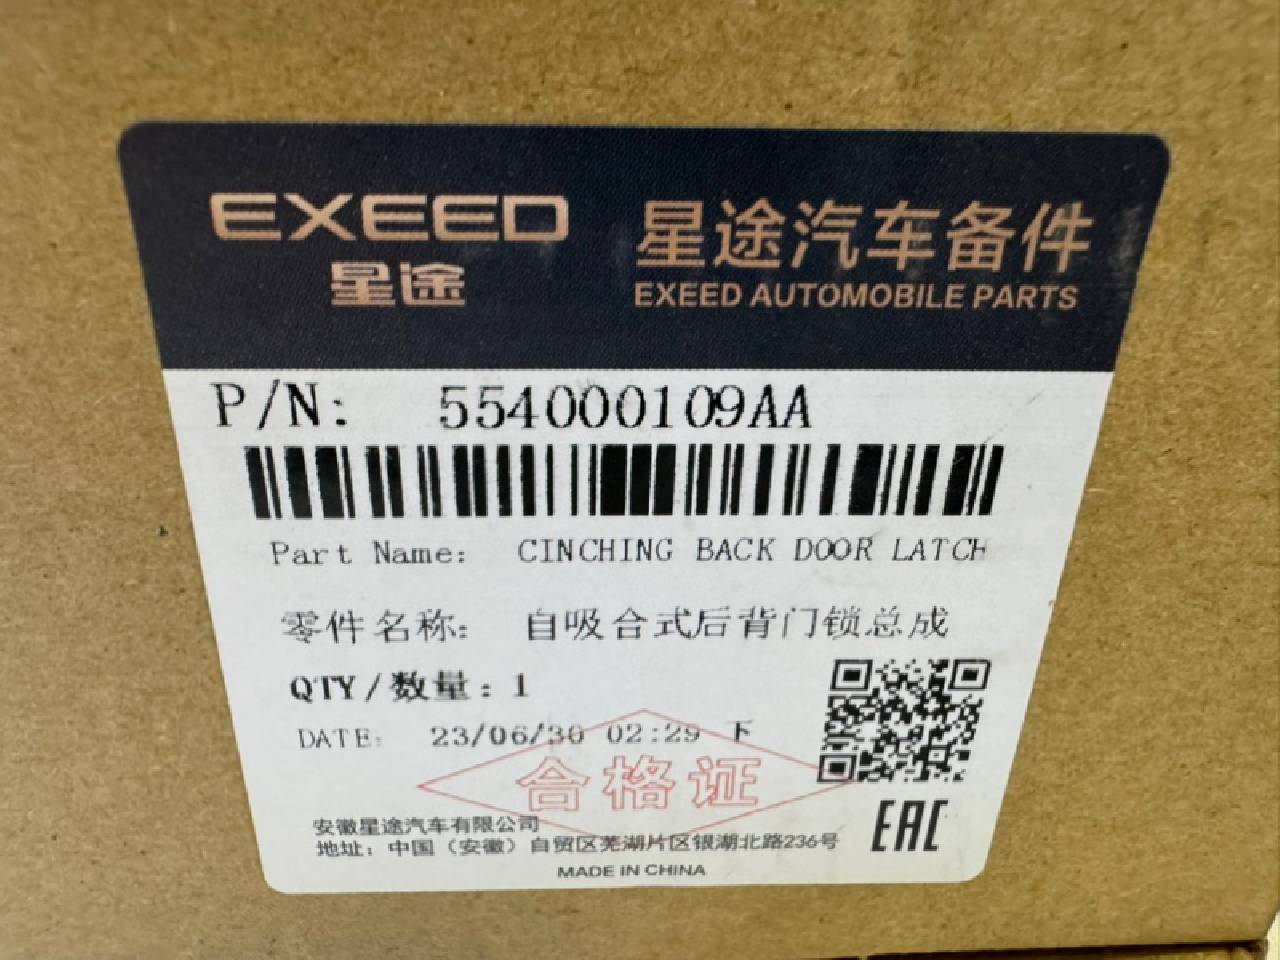 EXEED
星途
星途汽车备件
EXEED AUTOMOBILE PARTS
P/N: 554000109AA
Part Name: CINCHING BACK DOOR LATCH
零件名称: 自吸合式后背门锁总成
QTY/数量: 1
DATE: 23/06/30 02:29 下
合格证
安徽星途汽车有限公司
地址：中国（安徽）自贸区芜湖片区银湖北路236号
EAC
MADE IN CHINA